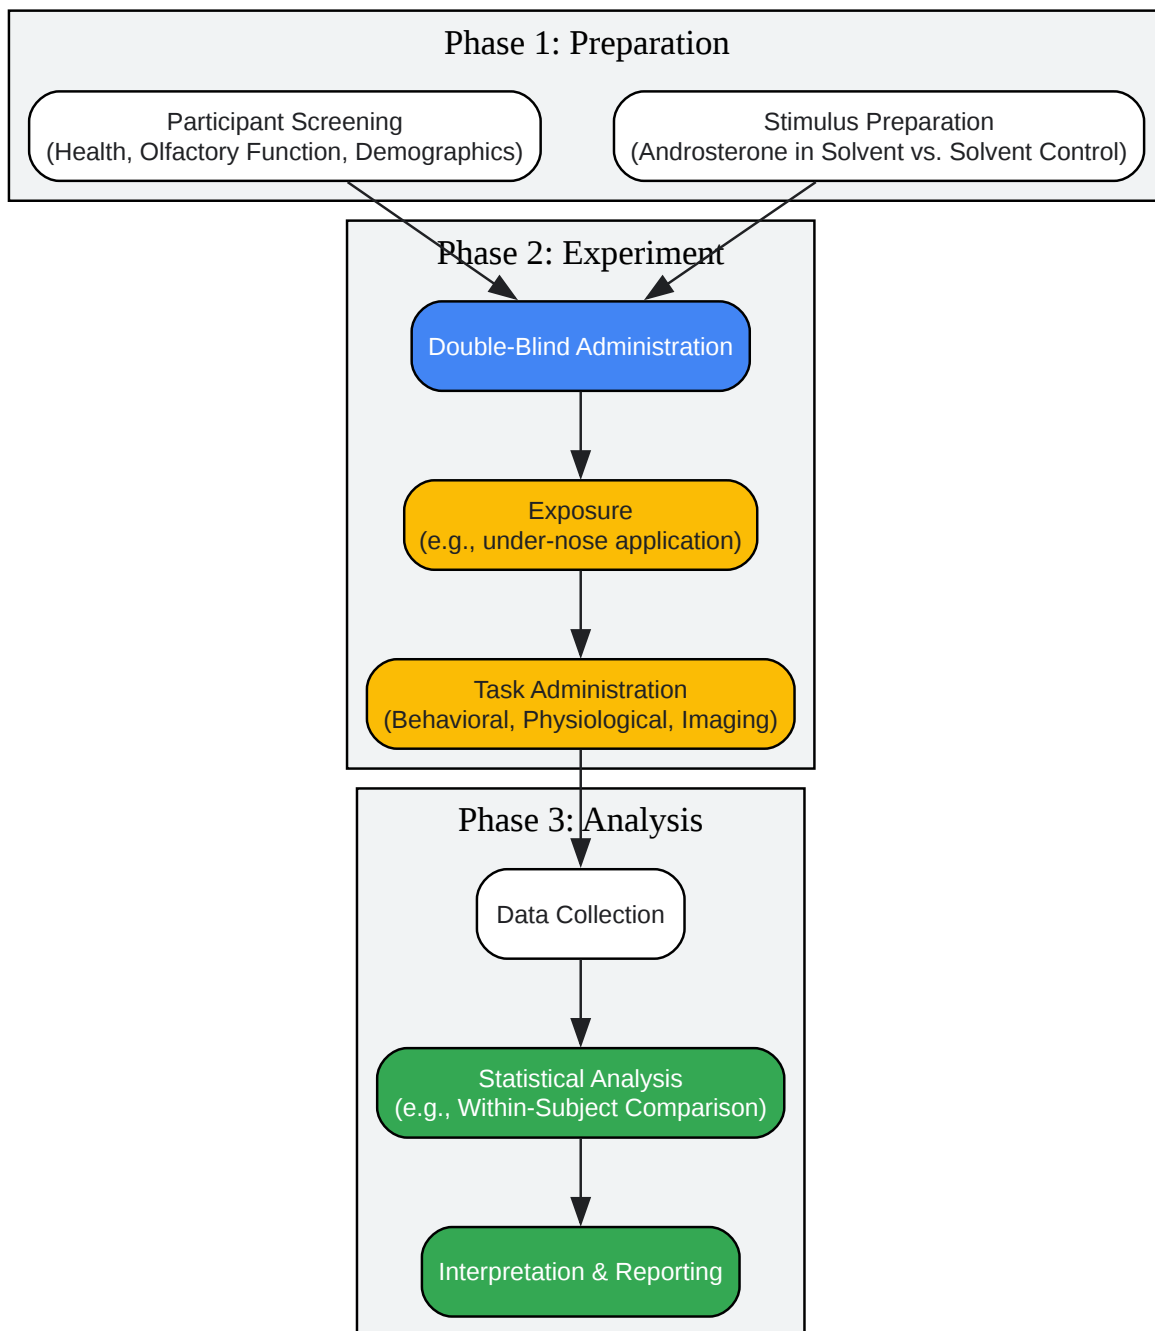 Phase 1: Preparation
Participant Screening
(Health, Olfactory Function, Demographics)
Stimulus Preparation
(Androsterone in Solvent vs. Solvent Control)
Phase 2: Experiment
Double-Blind Administration
Exposure
(e.g., under-nose application)
Task Administration
(Behavioral, Physiological, Imaging)
Phase 3: Analysis
Data Collection
Statistical Analysis
(e.g., Within-Subject Comparison)
Interpretation & Reporting